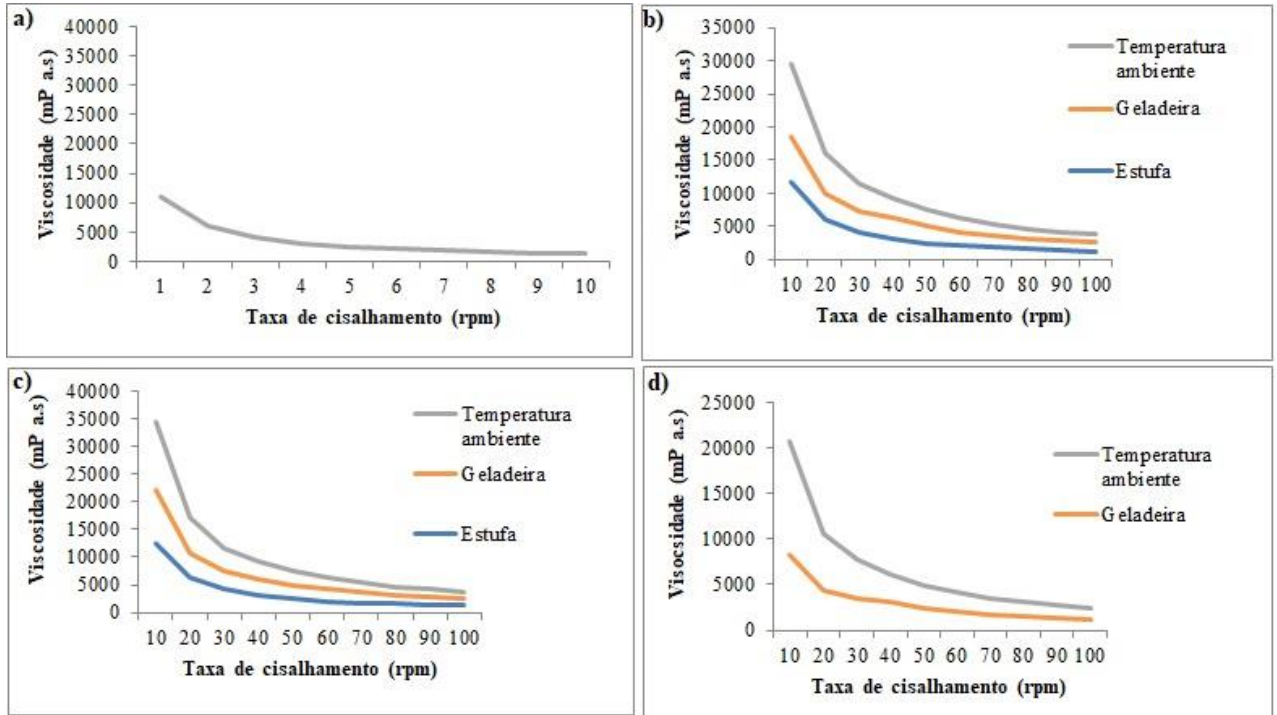 a)
Viscosidade (mP a.s)
40000
35000
30000
25000
20000
15000
10000
5000
0
1 2 3 4 5 6 7 8 9 10
Taxa de cisalhamento (rpm)
b)
Viscosidade (mP a.s)
35000
30000
25000
20000
15000
10000
5000
0
10 20 30 40 50 60 70 80 90 100
Taxa de cisalhamento (rpm)
Temperatura
ambiente
Geladeira
Estufa
c)
Viscosidade (mP a.s)
40000
35000
30000
25000
20000
15000
10000
5000
0
10 20 30 40 50 60 70 80 90 100
Taxa de cisalhamento (rpm)
Temperatura
ambiente
Geladeira
Estufa
d)
Visocsidade (mP a.s)
25000
20000
15000
10000
5000
0
10 20 30 40 50 60 70 80 90 100
Taxa de cisalhamento (rpm)
Temperatura
ambiente
Geladeira